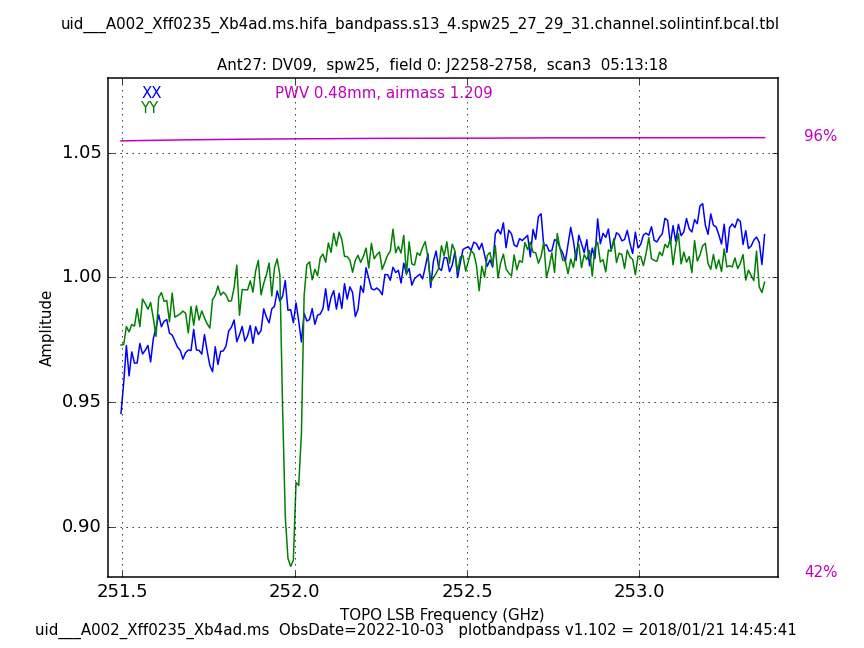 uid___A002_Xff0235_Xb4ad.ms.hifa_bandpass.s13_4.spw25_27_29_31.channel.solintinf.bcal.tbl
Ant27: DV09,  spw25,  field 0: J2258-2758,  scan3  05:13:18
XX
PWV 0.48mm, airmass 1.209
YY
96%
1.05
1.00
0.95
0.90
Amplitude
42%
251.5
252.0
252.5
253.0
TOPO LSB Frequency (GHz)
uid___A002_Xff0235_Xb4ad.ms  ObsDate=2022-10-03   plotbandpass v1.102 = 2018/01/21 14:45:41